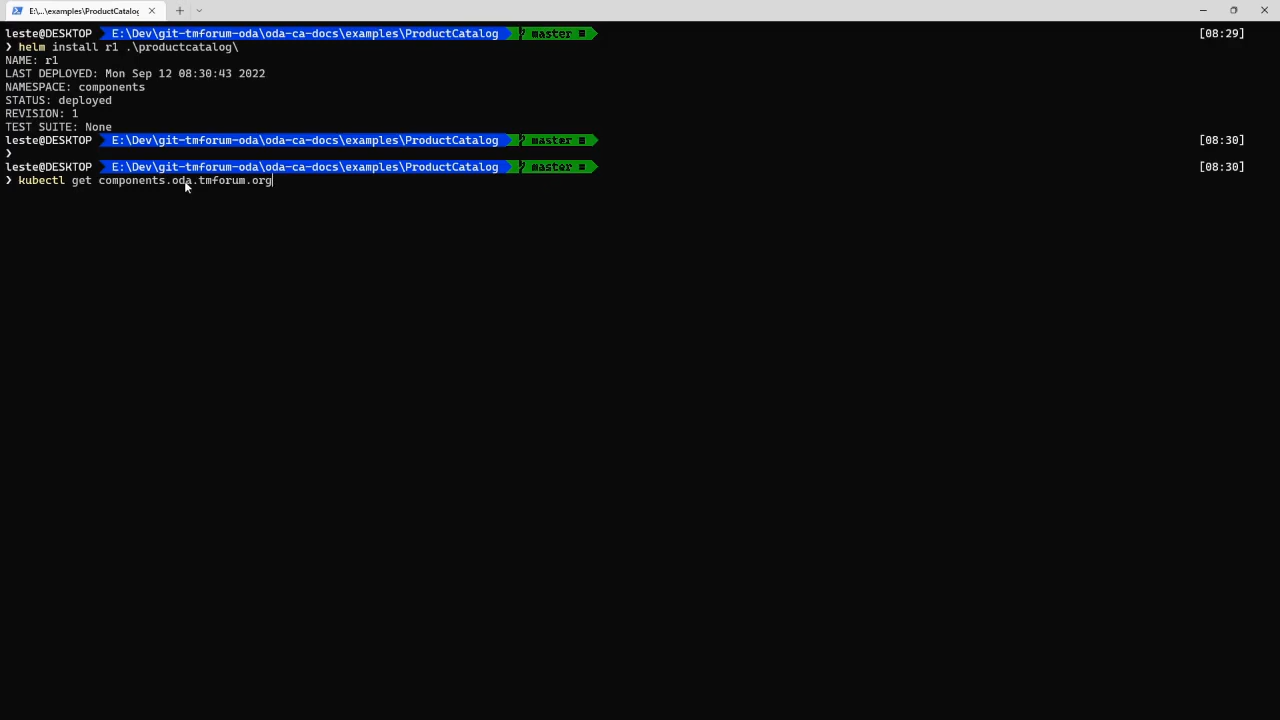 E:\...\examples\ProductCatalog
leste@DESKTOP E:\Dev\git-tmforum-oda\oda-ca-docs\examples\ProductCatalog master ≡ [08:29]
❯ helm install r1 .\productcatalog\
NAME: r1
LAST DEPLOYED: Mon Sep 12 08:30:43 2022
NAMESPACE: components
STATUS: deployed
REVISION: 1
TEST SUITE: None
leste@DESKTOP E:\Dev\git-tmforum-oda\oda-ca-docs\examples\ProductCatalog master ≡ [08:30]
❯
leste@DESKTOP E:\Dev\git-tmforum-oda\oda-ca-docs\examples\ProductCatalog master ≡ [08:30]
❯ kubectl get components.oda.tmforum.org